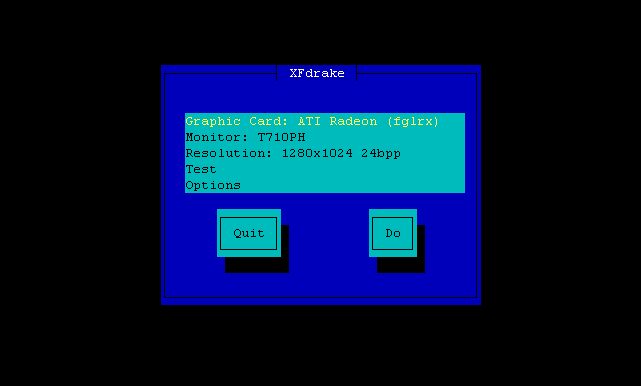 XFdrake
Graphic Card: ATI Radeon (fglrx)
Monitor: T710PH
Resolution: 1280x1024 24bpp
Test
Options
Quit
Do